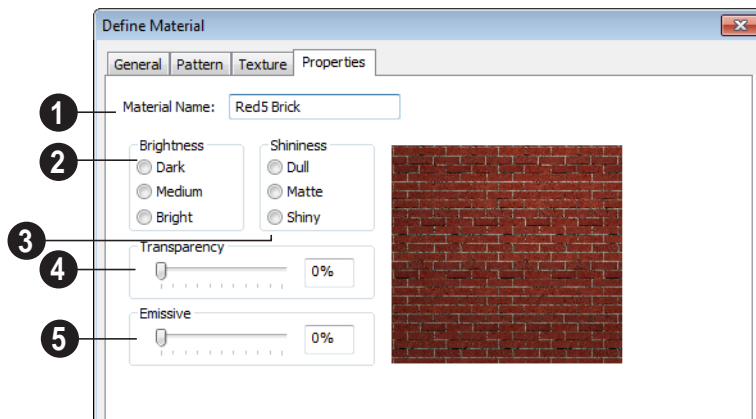 Define Material
General Pattern Texture Properties
1 Material Name: Red5 Brick
Brightness Shininess
2 Dark Dull
Medium Matte
Bright Shiny
3
Transparency
4 0%
Emissive
5 0%